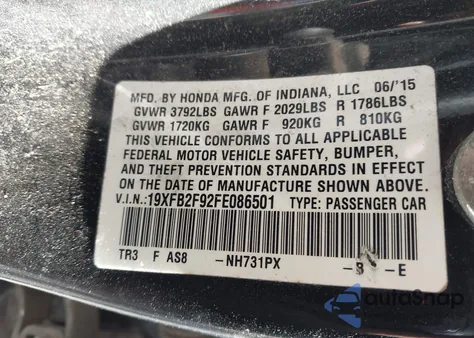 MFD. BY HONDA MFG. OF INDIANA, LLC 06/'15
GVWR 3792LBS GAWR F 2029LBS R 1786LBS
GVWR 1720KG GAWR F 920KG R 810KG
THIS VEHICLE CONFORMS TO ALL APPLICABLE
FEDERAL MOTOR VEHICLE SAFETY, BUMPER,
AND THEFT PREVENTION STANDARDS IN EFFECT
ON THE DATE OF MANUFACTURE SHOWN ABOVE.
V.I.N.: 19XFB2F92FE086501 TYPE: PASSENGER CAR
TR3 F AS8 -NH731PX -B -E
autoSnap